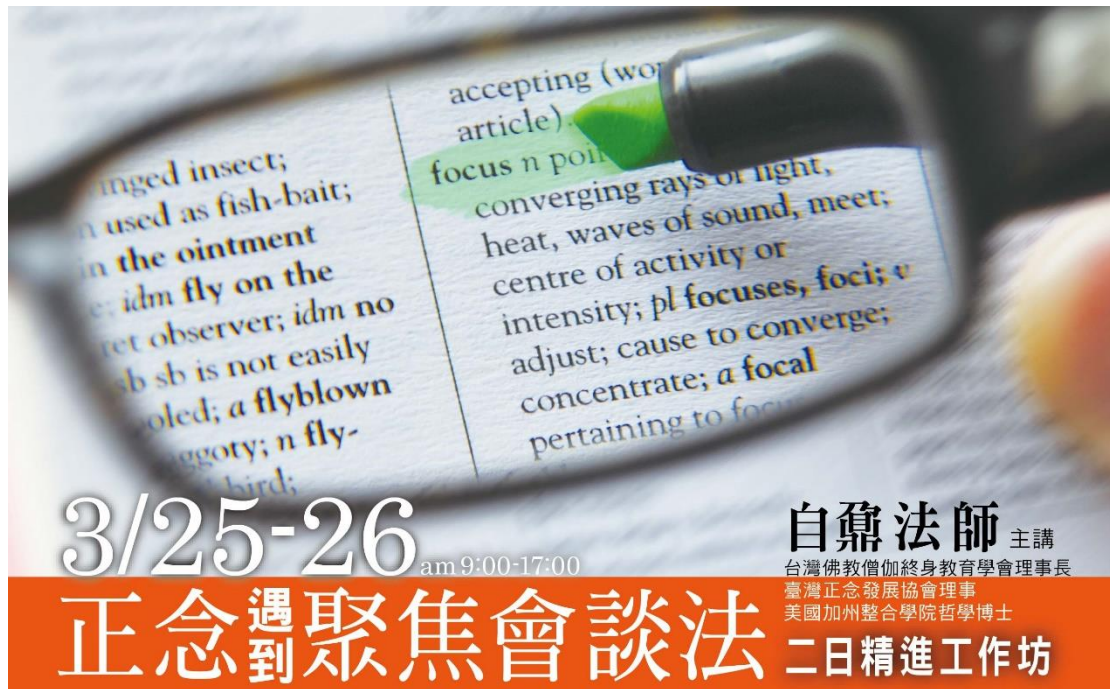 inged insect;
used as fish-bait;
the ointment
idm fly on the
observer; idm no
sb sb is not easily
oled; a flyblown
ggoty; n fly-
bird;
accepting (wor
article).
focus n poi
converging rays of light,
heat, waves of sound, meet;
centre of activity or
intensity; pl focuses, foci; v
adjust; cause to converge;
concentrate; a focal
pertaining to focu
3/25-26 am 9:00-17:00
正念遇到聚焦會談法
自鼐法師 主講
台灣佛教僧伽終身教育學會理事長
臺灣正念發展協會理事
美國加州整合學院哲學博士
二日精進工作坊